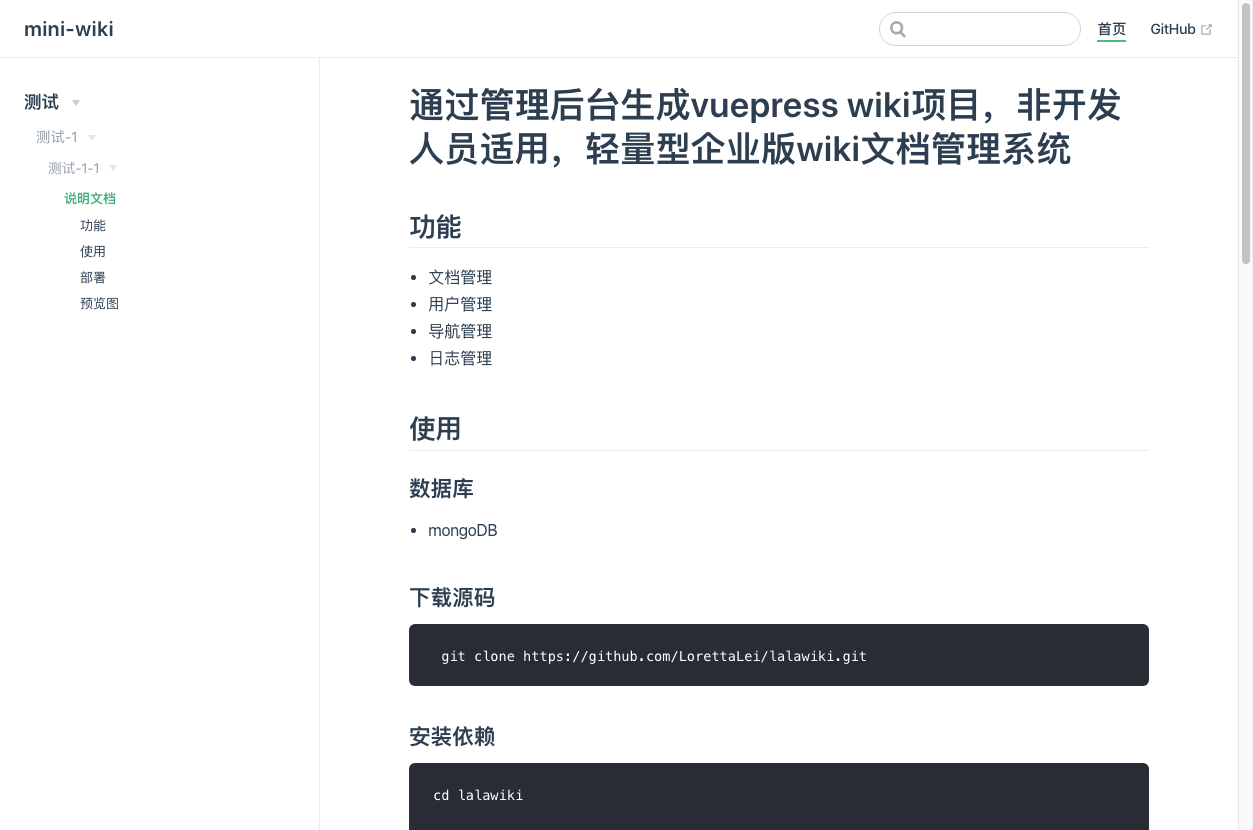 mini-wiki
首页
GitHub
测试
测试-1
测试-1-1
说明文档
功能
使用
部署
预览图
通过管理后台生成vuepress wiki项目，非开发
人员适用，轻量型企业版wiki文档管理系统
功能
文档管理
用户管理
导航管理
日志管理
使用
数据库
mongoDB
下载源码
git clone https://github.com/LorettaLei/lalawiki.git
安装依赖
cd lalawiki